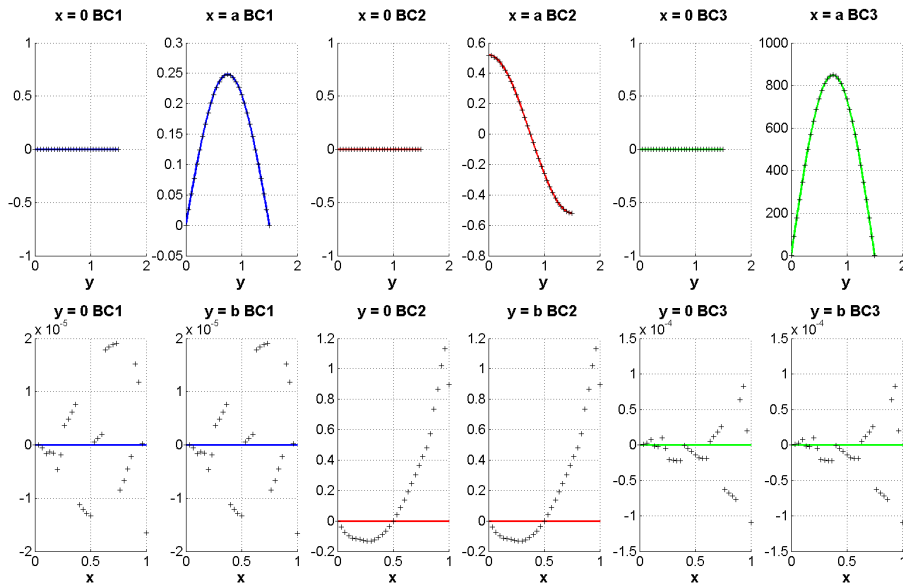 x = 0 BC1
x = a BC1
x = 0 BC2
x = a BC2
x = 0 BC3
x = a BC3
1
0.5
0
-0.5
-1
0 1 2
y
0.3
0.25
0.2
0.15
0.1
0.05
0
-0.05
0 1 2
y
1
0.5
0
-0.5
-1
0 1 2
y
0.6
0.4
0.2
0
-0.2
-0.4
-0.6
-0.8
0 1 2
y
1
0.5
0
-0.5
-1
0 1 2
y
1000
800
600
400
200
0
0 1 2
y
y = 0 BC1
y = b BC1
y = 0 BC2
y = b BC2
y = 0 BC3
y = b BC3
x 10-5
2
1
0
-1
-2
0 0.5 1
x
x 10-5
2
1
0
-1
-2
0 0.5 1
x
1.2
1
0.8
0.6
0.4
0.2
0
-0.2
0 0.5 1
x
1.2
1
0.8
0.6
0.4
0.2
0
-0.2
0 0.5 1
x
x 10-4
1.5
1
0.5
0
-0.5
-1
-1.5
0 0.5 1
x
x 10-4
1.5
1
0.5
0
-0.5
-1
-1.5
0 0.5 1
x